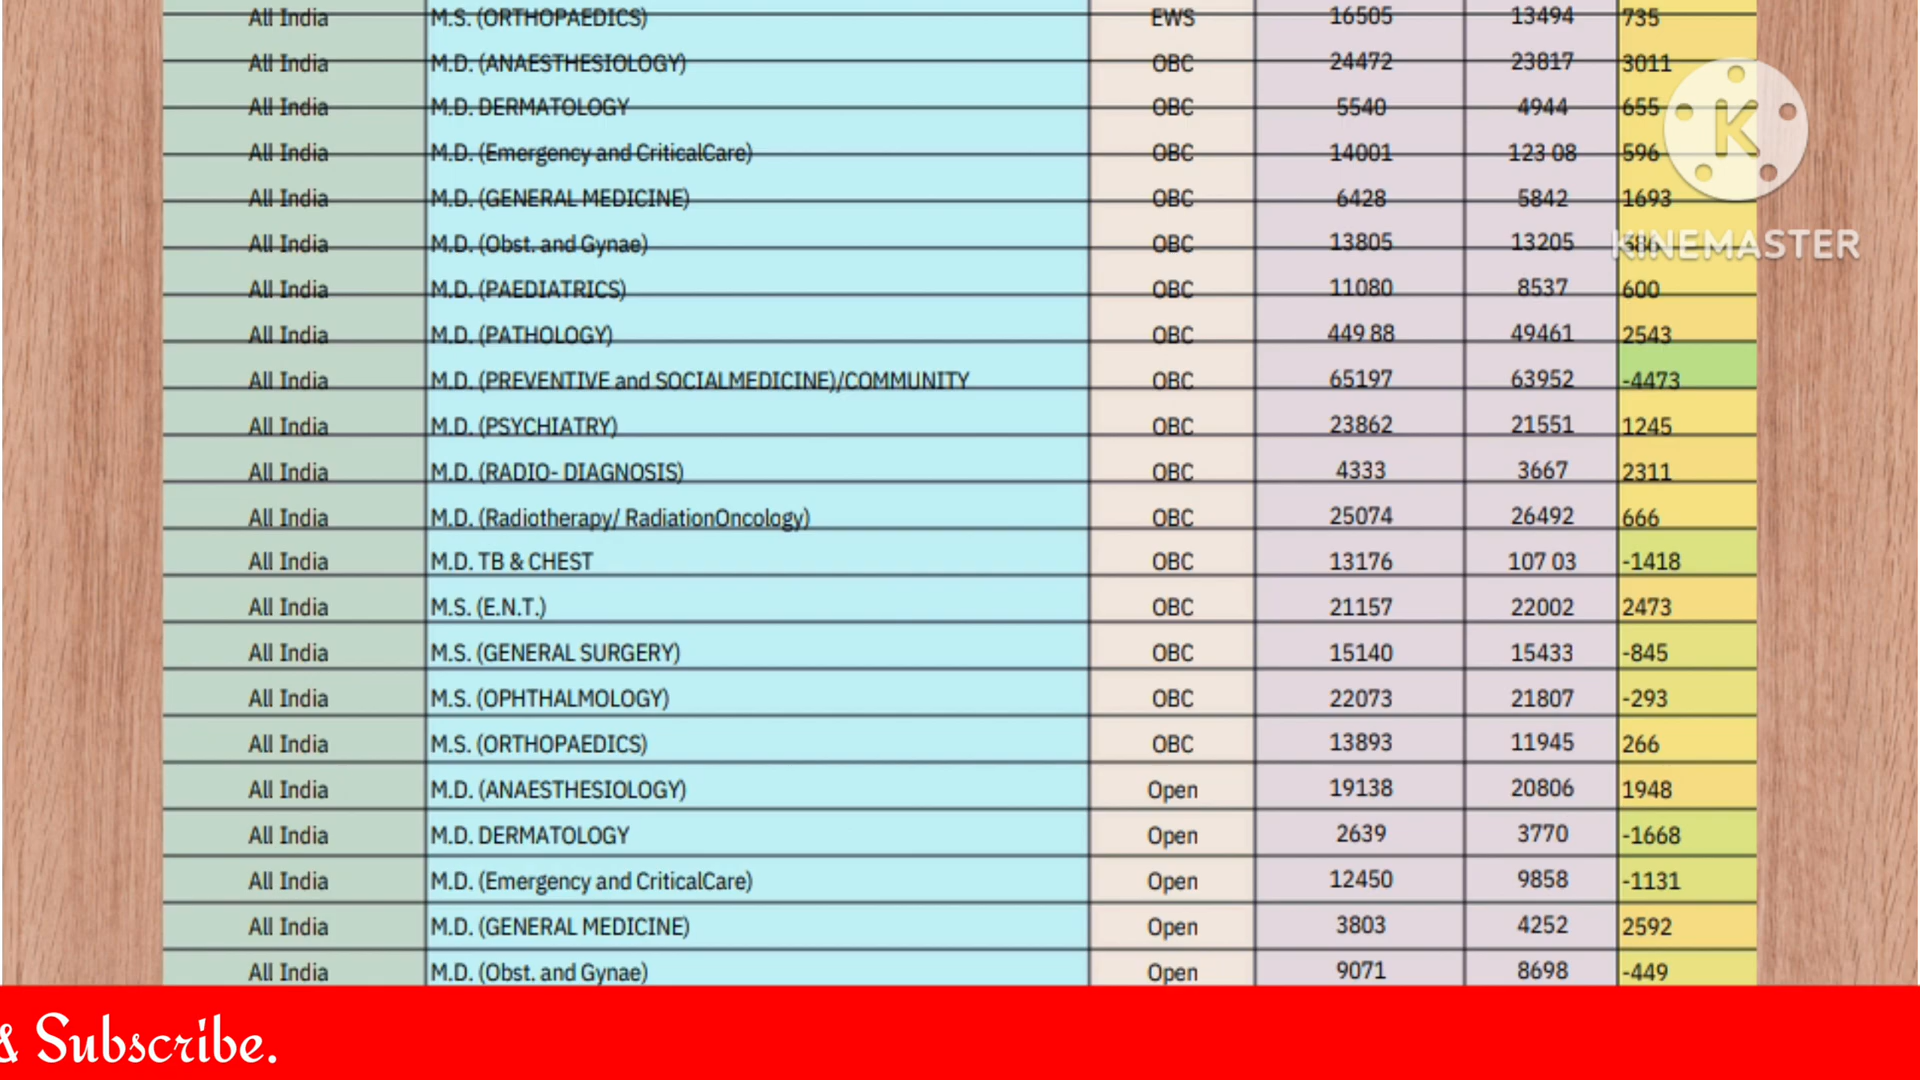 All India M.S. (ORTHOPAEDICS) EWS 16505 13494 735
All India M.D. (ANAESTHESIOLOGY) OBC 24472 23817 3011
All India M.D. DERMATOLOGY OBC 5540 4944 655
All India M.D. (Emergency and CriticalCare) OBC 14001 123 08 596
All India M.D. (GENERAL MEDICINE) OBC 6428 5842 1693
All India M.D. (Obst. and Gynae) OBC 13805 13205
KINEMASTER
All India M.D. (PAEDIATRICS) OBC 11080 8537 600
All India M.D. (PATHOLOGY) OBC 449 88 49461 2543
All India M.D. (PREVENTIVE and SOCIALMEDICINE)/COMMUNITY OBC 65197 63952 -4473
All India M.D. (PSYCHIATRY) OBC 23862 21551 1245
All India M.D. (RADIO- DIAGNOSIS) OBC 4333 3667 2311
All India M.D. (Radiotherapy/ RadiationOncology) OBC 25074 26492 666
All India M.D. TB & CHEST OBC 13176 107 03 -1418
All India M.S. (E.N.T.) OBC 21157 22002 2473
All India M.S. (GENERAL SURGERY) OBC 15140 15433 -845
All India M.S. (OPHTHALMOLOGY) OBC 22073 21807 -293
All India M.S. (ORTHOPAEDICS) OBC 13893 11945 266
All India M.D. (ANAESTHESIOLOGY) Open 19138 20806 1948
All India M.D. DERMATOLOGY Open 2639 3770 -1668
All India M.D. (Emergency and CriticalCare) Open 12450 9858 -1131
All India M.D. (GENERAL MEDICINE) Open 3803 4252 2592
All India M.D. (Obst. and Gynae) Open 9071 8698 -449
& Subscribe.